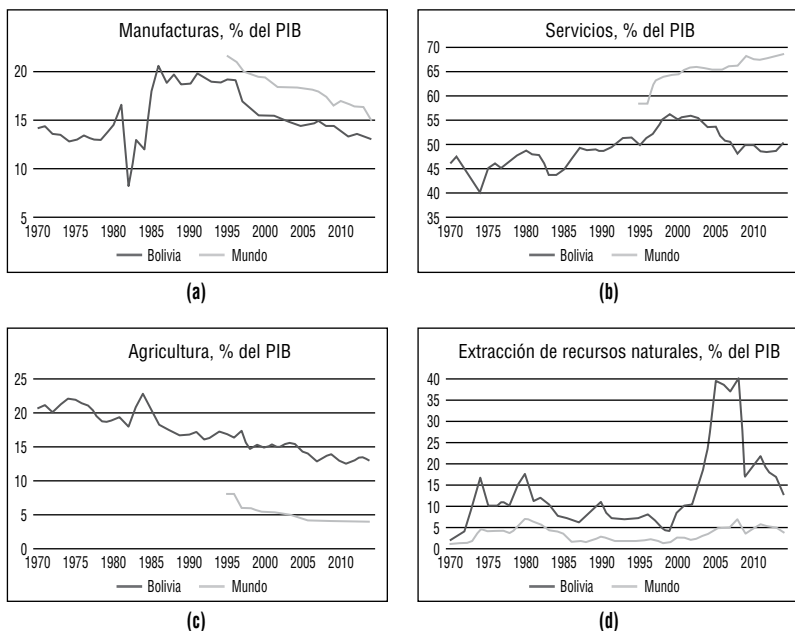 Manufacturas, % del PIB
20
15
10
5
1970 1975 1980 1985 1990 1995 2000 2005 2010
Bolivia Mundo
(a)
Servicios, % del PIB
70
65
60
55
50
45
40
35
1970 1975 1980 1985 1990 1995 2000 2005 2010
Bolivia Mundo
(b)
Agricultura, % del PIB
25
20
15
10
5
0
1970 1975 1980 1985 1990 1995 2000 2005 2010
Bolivia Mundo
(c)
Extracción de recursos naturales, % del PIB
40
35
30
25
20
15
10
5
0
1970 1975 1980 1985 1990 1995 2000 2005 2010
Bolivia Mundo
(d)